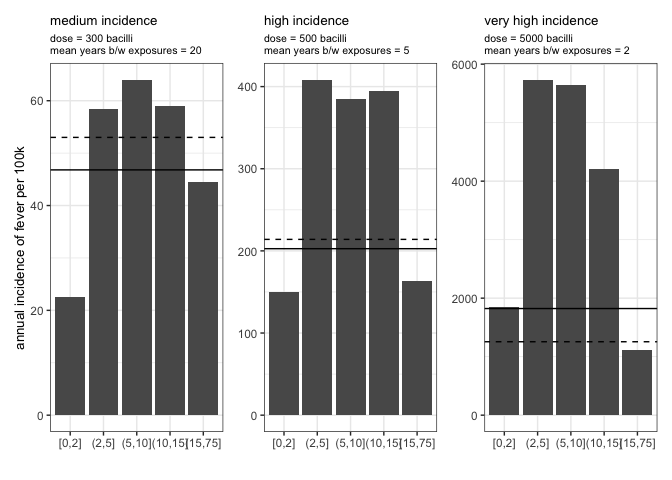 medium incidence
dose = 300 bacilli
mean years b/w exposures = 20
high incidence
dose = 500 bacilli
mean years b/w exposures = 5
very high incidence
dose = 5000 bacilli
mean years b/w exposures = 2
annual incidence of fever per 100k
60
40
20
0
[0,2] (2,5] (5,10] (10,15] (15,75]
400
300
200
100
0
[0,2] (2,5] (5,10] (10,15] (15,75]
6000
4000
2000
0
[0,2] (2,5] (5,10] (10,15] (15,75]